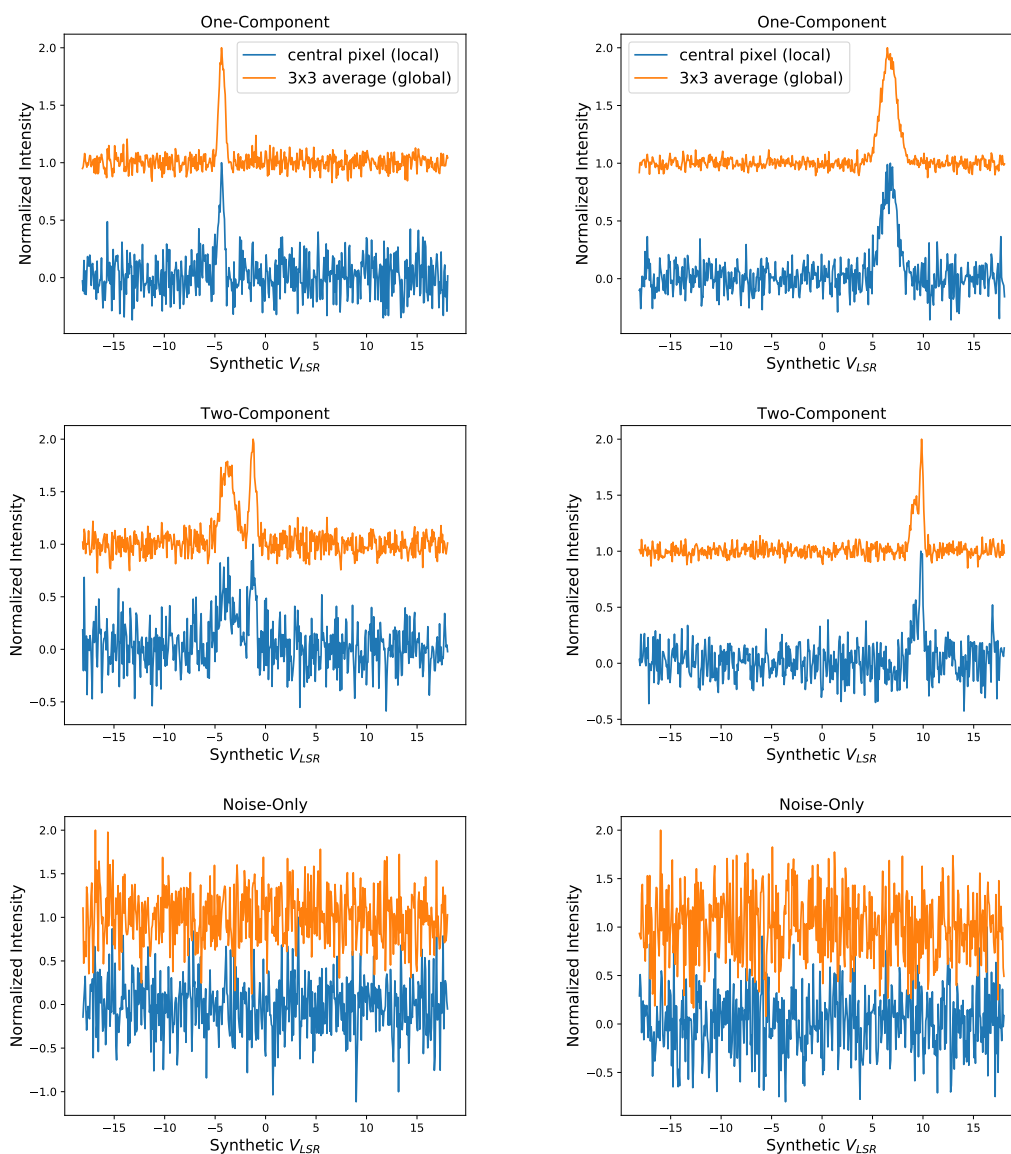 One-Component
2.0
1.5
1.0
0.5
0.0
Normalized Intensity
central pixel (local)
3x3 average (global)
−15 −10 −5 0 5 10 15
Synthetic V_LSR
One-Component
2.0
1.5
1.0
0.5
0.0
Normalized Intensity
central pixel (local)
3x3 average (global)
−15 −10 −5 0 5 10 15
Synthetic V_LSR
Two-Component
2.0
1.5
1.0
0.5
0.0
−0.5
Normalized Intensity
−15 −10 −5 0 5 10 15
Synthetic V_LSR
Two-Component
2.0
1.5
1.0
0.5
0.0
−0.5
Normalized Intensity
−15 −10 −5 0 5 10 15
Synthetic V_LSR
Noise-Only
2.0
1.5
1.0
0.5
0.0
−0.5
−1.0
Normalized Intensity
−15 −10 −5 0 5 10 15
Synthetic V_LSR
Noise-Only
2.0
1.5
1.0
0.5
0.0
−0.5
Normalized Intensity
−15 −10 −5 0 5 10 15
Synthetic V_LSR